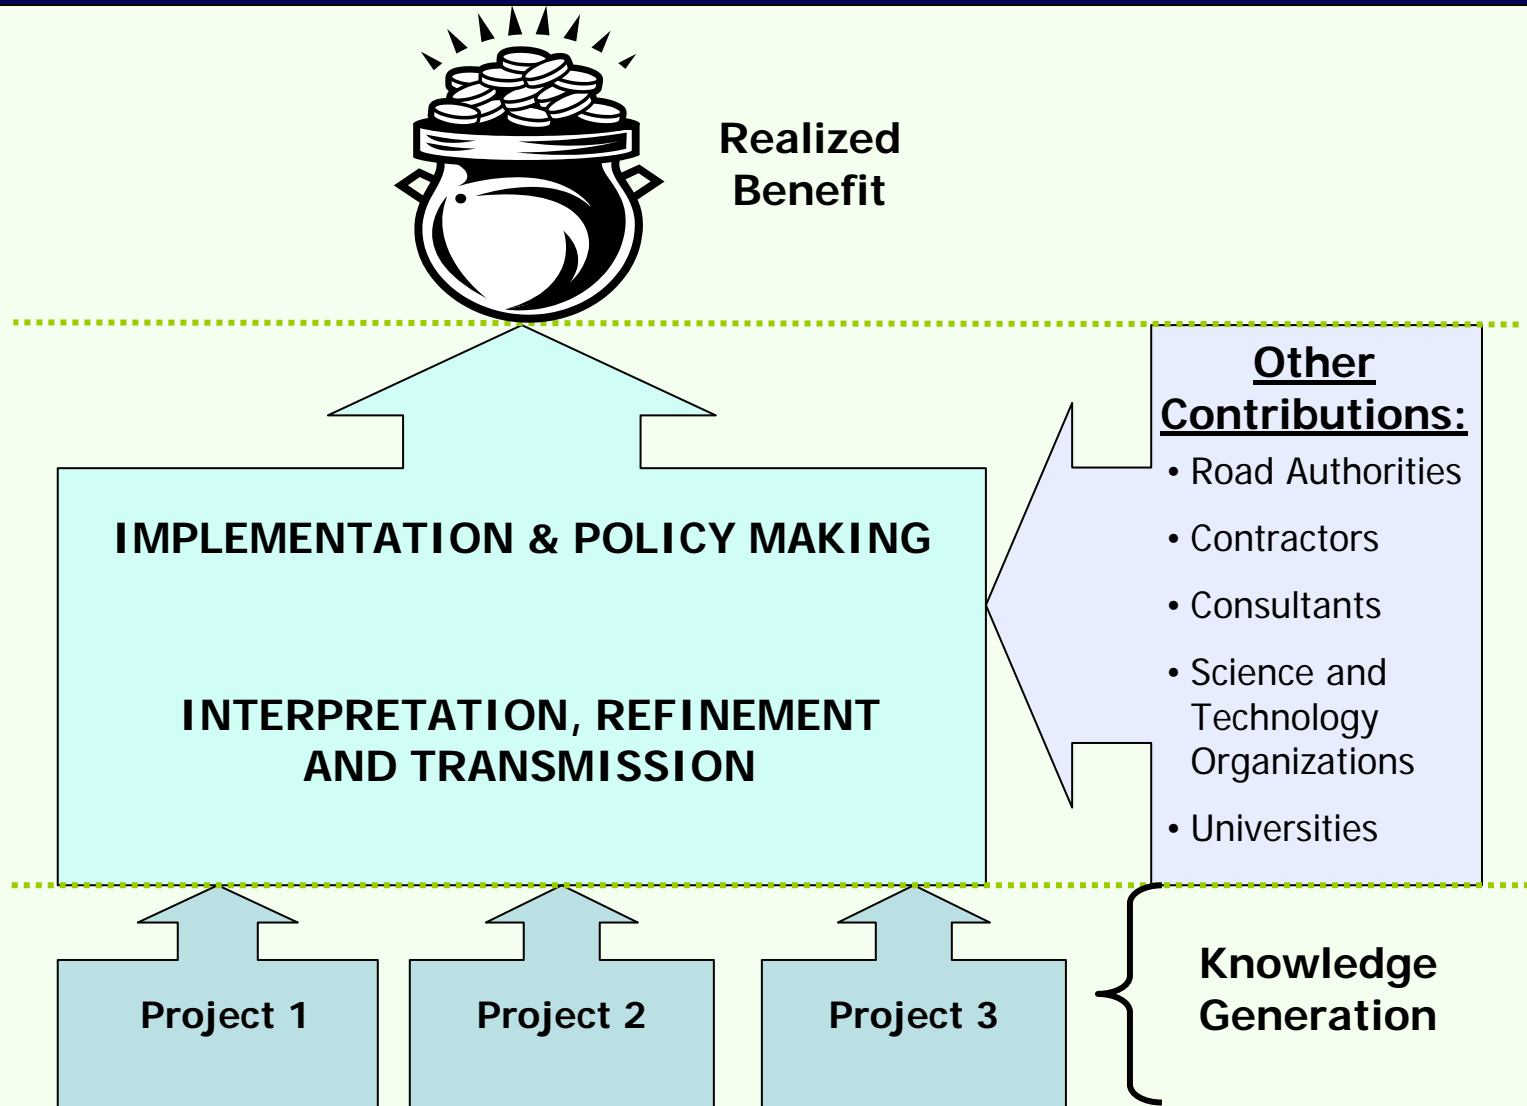 Realized
Benefit
Other
Contributions:
• Road Authorities
• Contractors
• Consultants
• Science and
Technology
Organizations
• Universities
IMPLEMENTATION & POLICY MAKING
INTERPRETATION, REFINEMENT
AND TRANSMISSION
Project 1
Project 2
Project 3
Knowledge
Generation